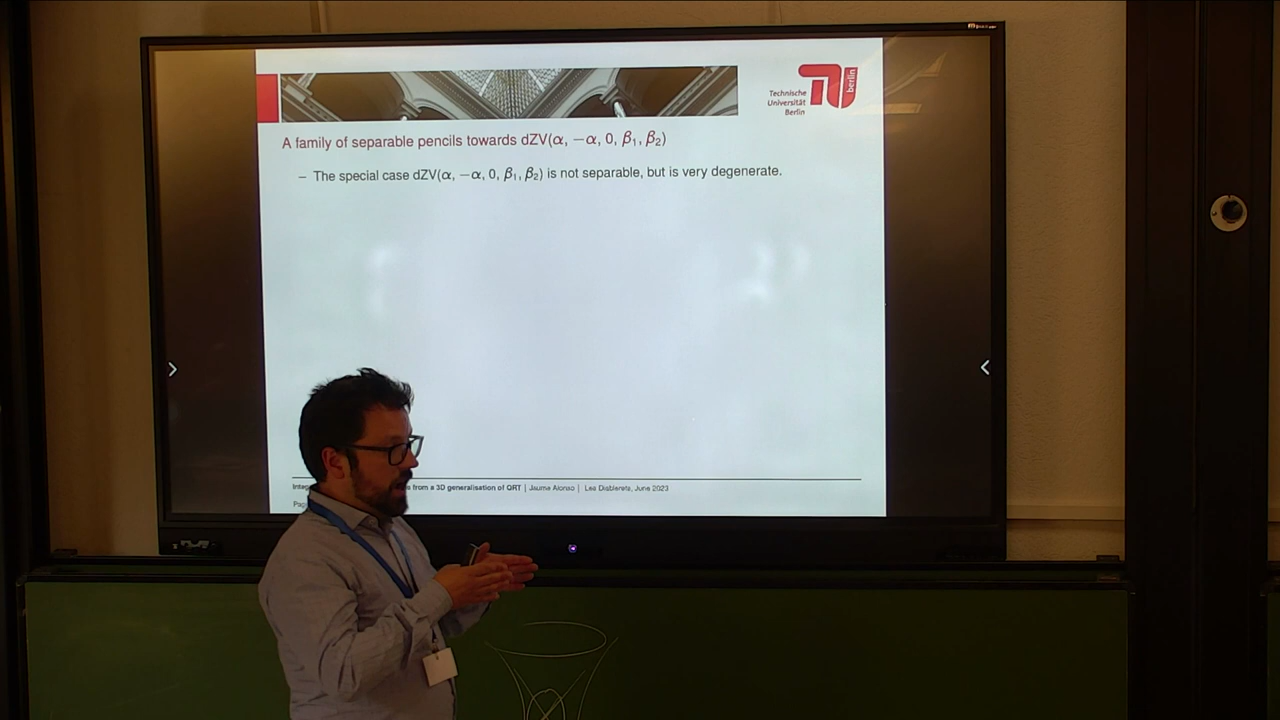 Technische
Universität
Berlin
berlin
A family of separable pencils towards dZV(α, −α, 0, β₁, β₂)
– The special case dZV(α, −α, 0, β₁, β₂) is not separable, but is very degenerate.
from a 3D generalisation of QRT | Jaume Alonso | Les Diablerets, June 2023